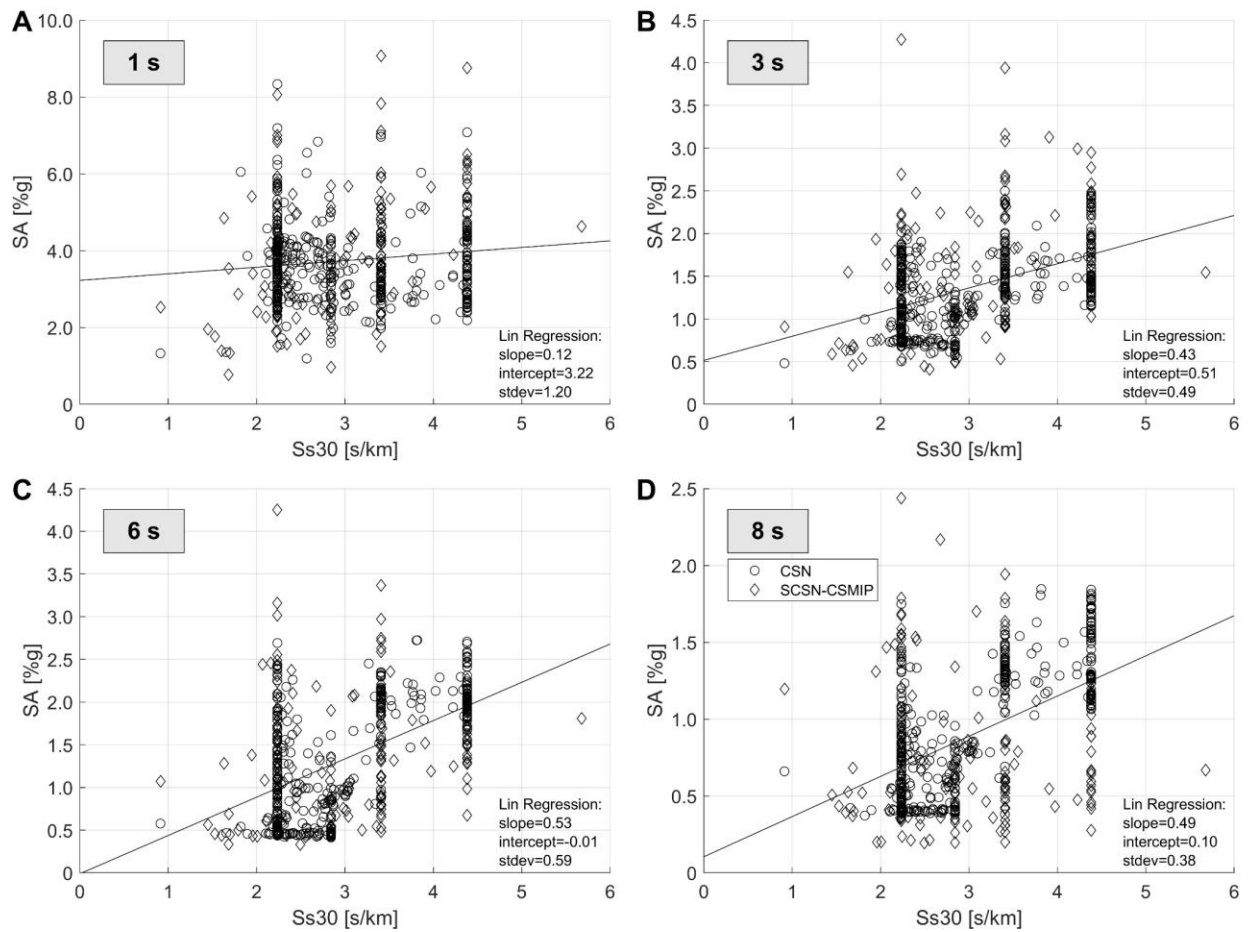 A
1 s
10.0
8.0
6.0
4.0
2.0
0
SA [%g]
0 1 2 3 4 5 6
Ss30 [s/km]
Lin Regression:
slope=0.12
intercept=3.22
stdev=1.20
B
3 s
4.5
4.0
3.5
3.0
2.5
2.0
1.5
1.0
0.5
0
SA [%g]
0 1 2 3 4 5 6
Ss30 [s/km]
Lin Regression:
slope=0.43
intercept=0.51
stdev=0.49
C
6 s
4.5
4.0
3.5
3.0
2.5
2.0
1.5
1.0
0.5
0
SA [%g]
0 1 2 3 4 5 6
Ss30 [s/km]
Lin Regression:
slope=0.53
intercept=-0.01
stdev=0.59
D
8 s
CSN
SCSN-CSMIP
2.5
2.0
1.5
1.0
0.5
0
SA [%g]
0 1 2 3 4 5 6
Ss30 [s/km]
Lin Regression:
slope=0.49
intercept=0.10
stdev=0.38